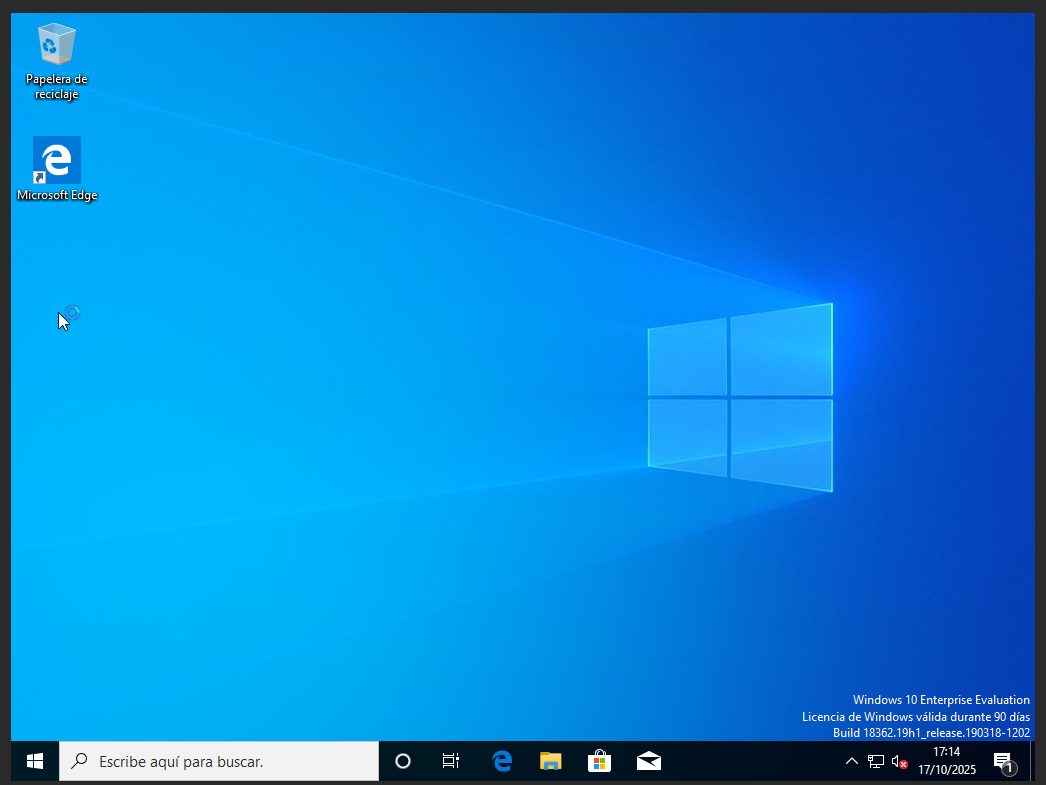 Papelera de
reciclaje
Microsoft Edge
Windows 10 Enterprise Evaluation
Licencia de Windows válida durante 90 días
Build 18362.19h1_release.190318-1202
Escribe aquí para buscar.
17:14
17/10/2025
1